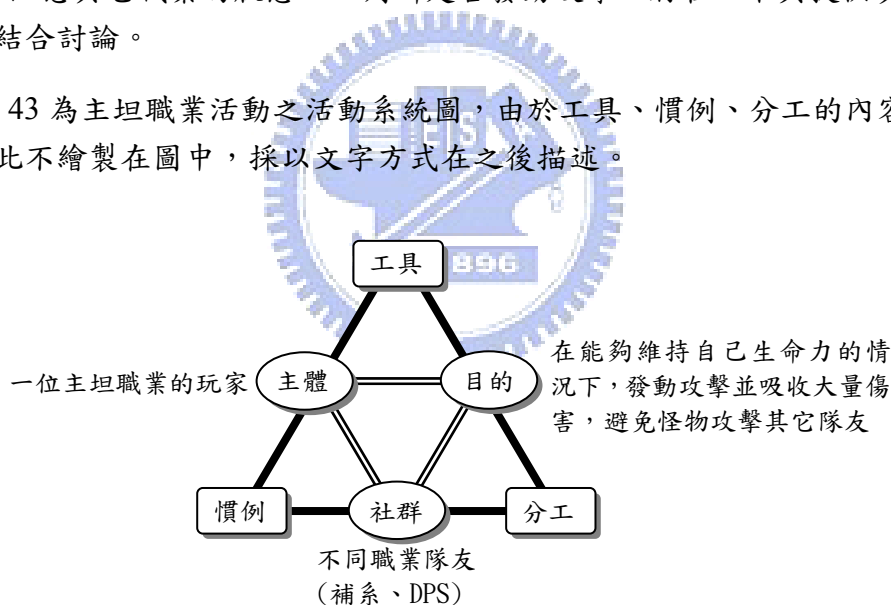 結合討論。
43 為主坦職業活動之活動系統圖,由於工具、慣例、分工的內容
此不繪製在圖中,採以文字方式在之後描述。
ES
896
工具
一位主坦職業的玩家
主體
目的
在能夠維持自己生命力的情
況下,發動攻擊並吸收大量傷
害,避免怪物攻擊其它隊友
慣例
社群
分工
不同職業隊友
(補系、DPS)